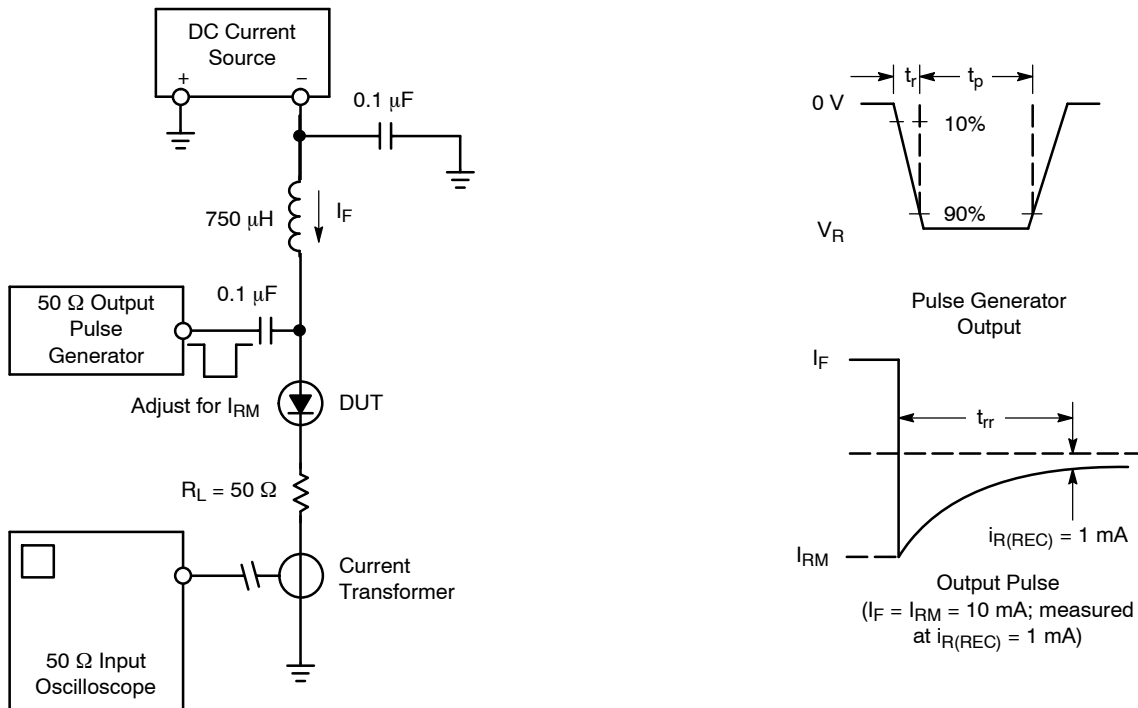 DC Current
Source
+
−
0.1 μF
750 μH
I_F
50 Ω Output
Pulse
Generator
0.1 μF
Adjust for I_RM
DUT
R_L = 50 Ω
Current
Transformer
50 Ω Input
Oscilloscope
t_r
t_p
0 V
10%
90%
V_R
Pulse Generator
Output
I_F
t_rr
i_R(REC) = 1 mA
I_RM
Output Pulse
(I_F = I_RM = 10 mA; measured
at i_R(REC) = 1 mA)